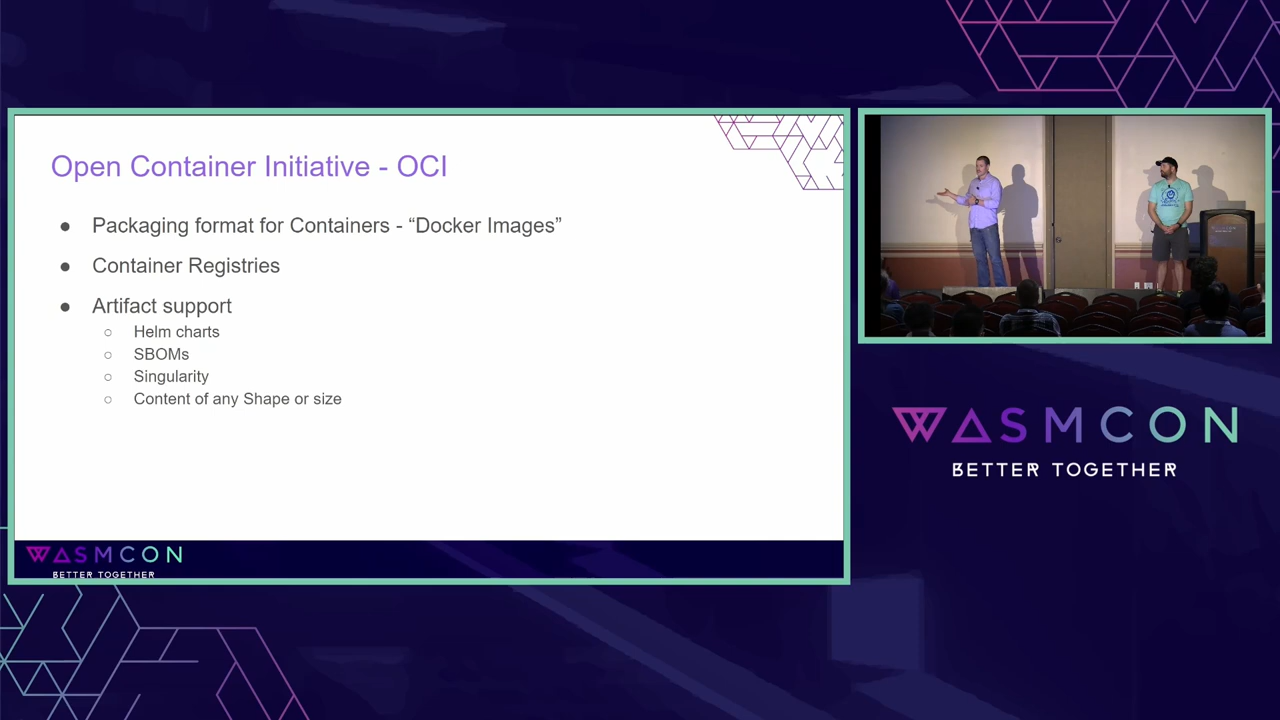 Open Container Initiative - OCI
● Packaging format for Containers - “Docker Images”
● Container Registries
● Artifact support
○ Helm charts
○ SBOMs
○ Singularity
○ Content of any Shape or size
WASMCON
BETTER TOGETHER
WASMCON
BETTER TOGETHER